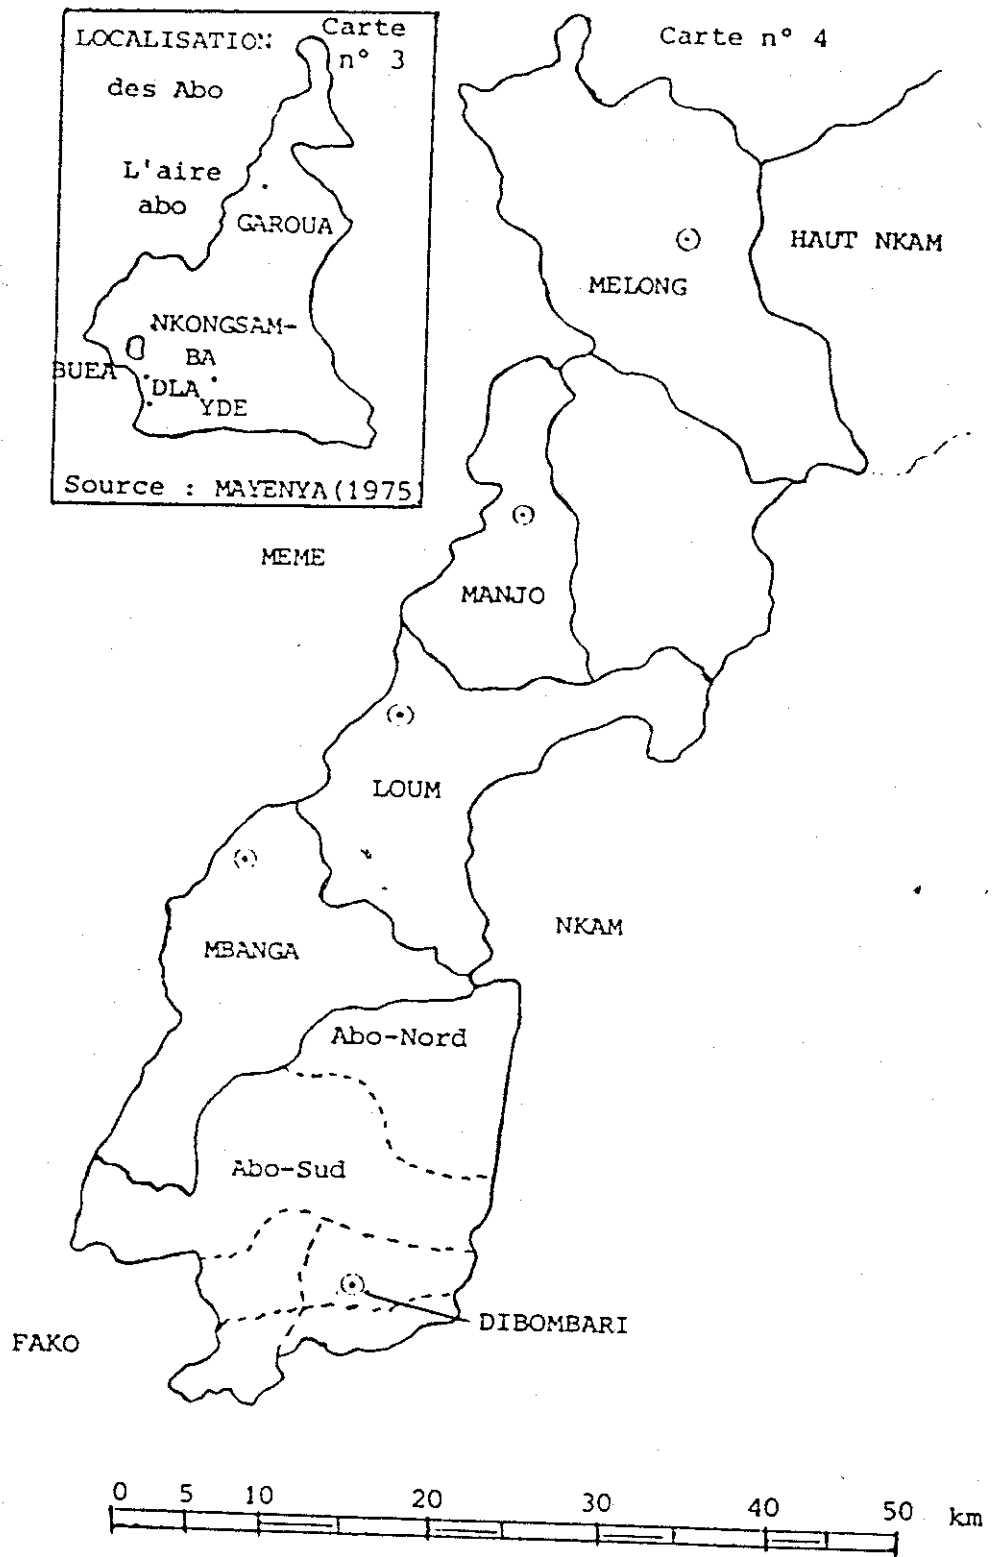 LOCALISATION
des Abo
Carte
n° 3
L'aire
abo
GAROUA
NKONGSAM-
BA
BUEA
DLA
YDE
Source : MAYENYA(1975)
Carte n° 4
HAUT NKAM
MELONG
MEME
MANJO
LOUM
NKAM
MBANGA
Abo-Nord
Abo-Sud
DIBOMBARI
FAKO
0 5 10 20 30 40 50 km